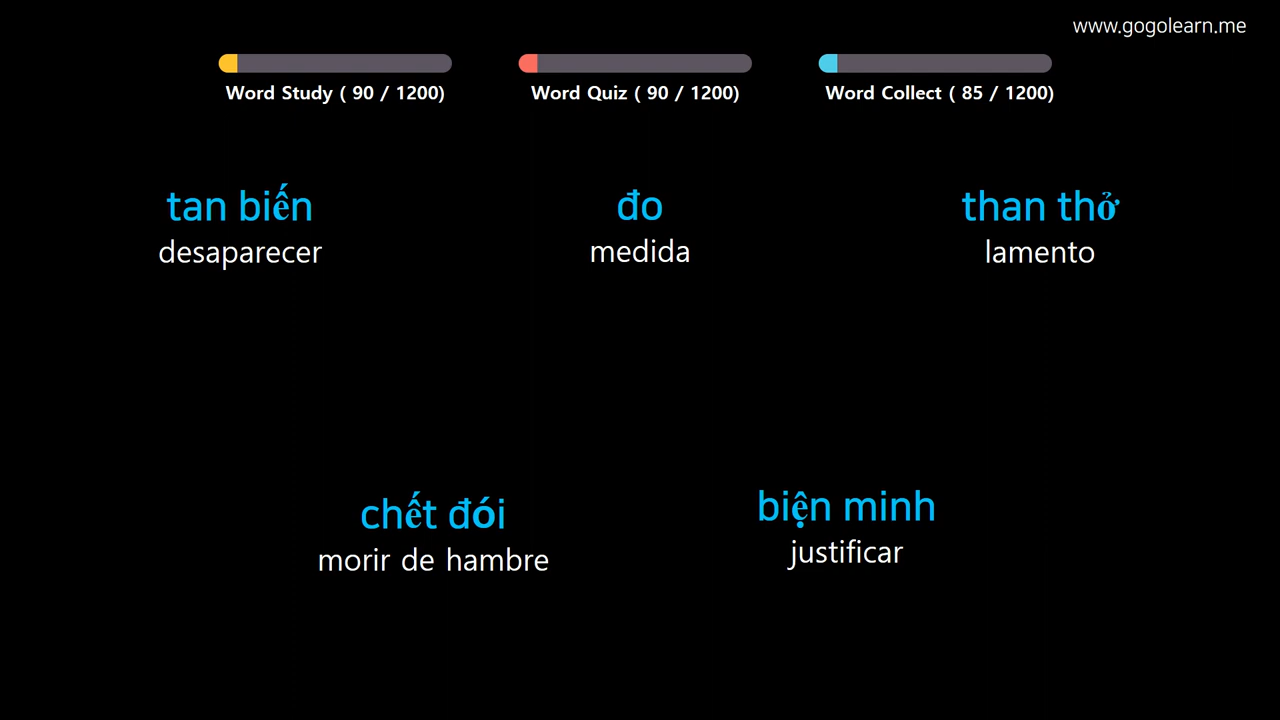 www.gogolearn.me
Word Study ( 90 / 1200)
Word Quiz ( 90 / 1200)
Word Collect ( 85 / 1200)
tan biến
desaparecer
đo
medida
than thở
lamento
chết đói
morir de hambre
biện minh
justificar